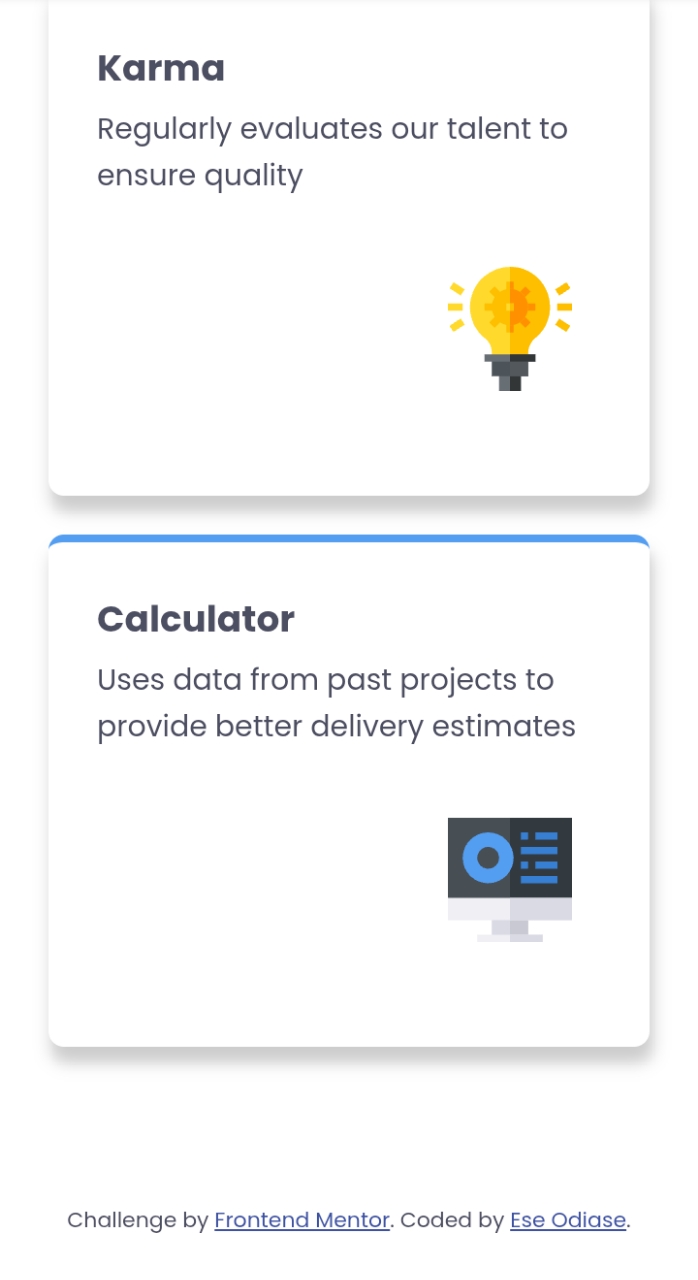 Karma
Regularly evaluates our talent to
ensure quality
Calculator
Uses data from past projects to
provide better delivery estimates
Challenge by Frontend Mentor. Coded by Ese Odiase.